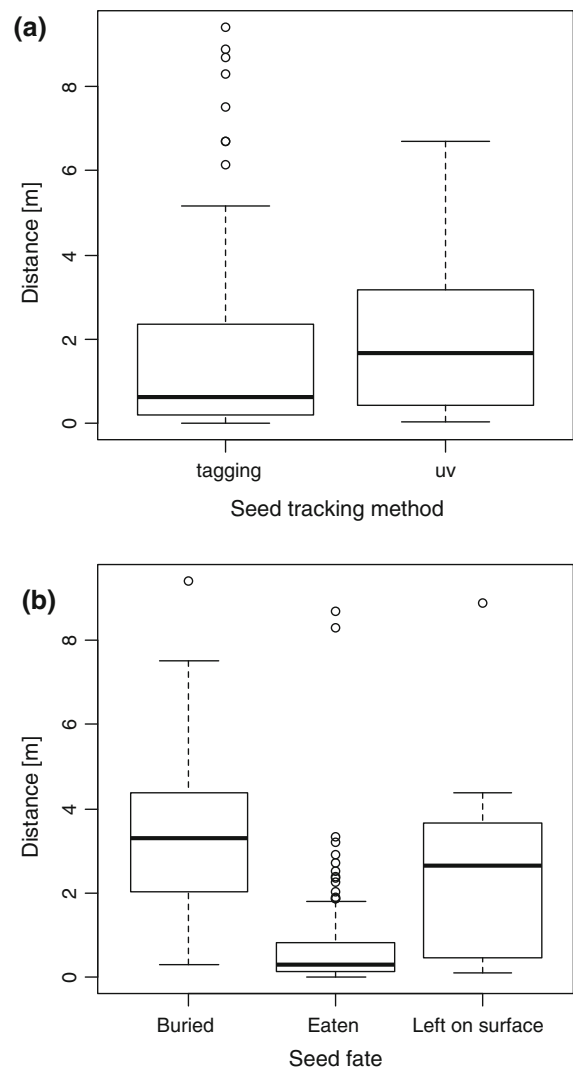 (a)
Distance [m]
8
6
4
2
0
tagging uv
Seed tracking method
(b)
Distance [m]
8
6
4
2
0
Buried Eaten Left on surface
Seed fate